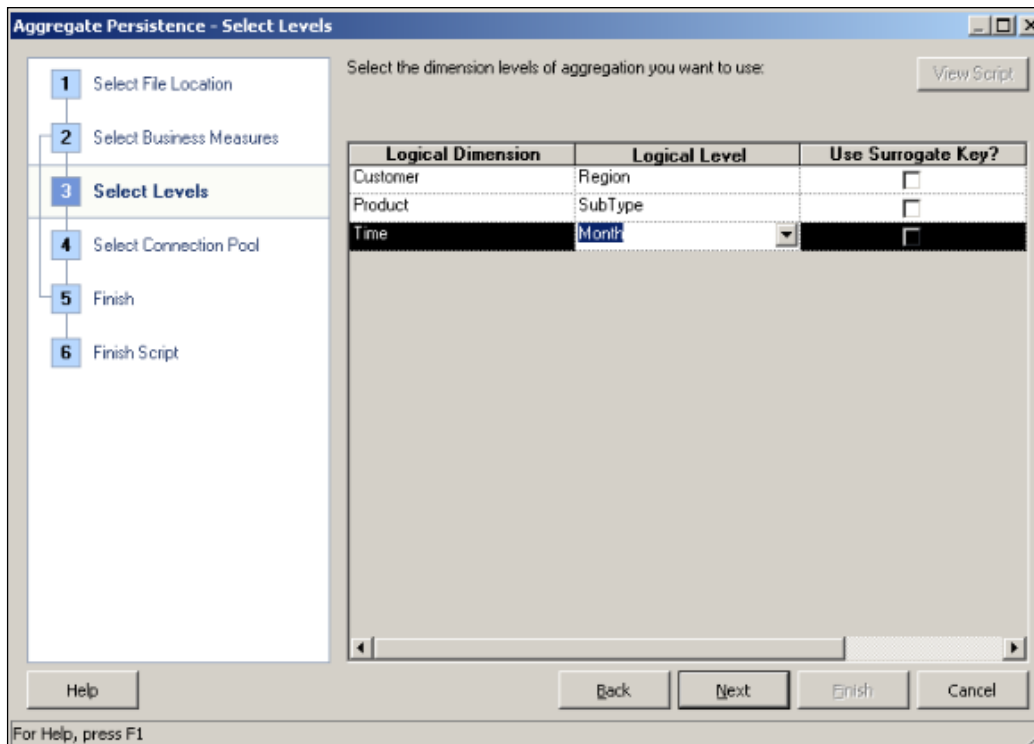 Aggregate Persistence - Select Levels
1 Select File Location
2 Select Business Measures
3 Select Levels
4 Select Connection Pool
5 Finish
6 Finish Script
Select the dimension levels of aggregation you want to use:
View Script
Logical Dimension Logical Level Use Surrogate Key?
Customer Region
Product SubType
Time Month
Help Back Next Finish Cancel
For Help, press F1